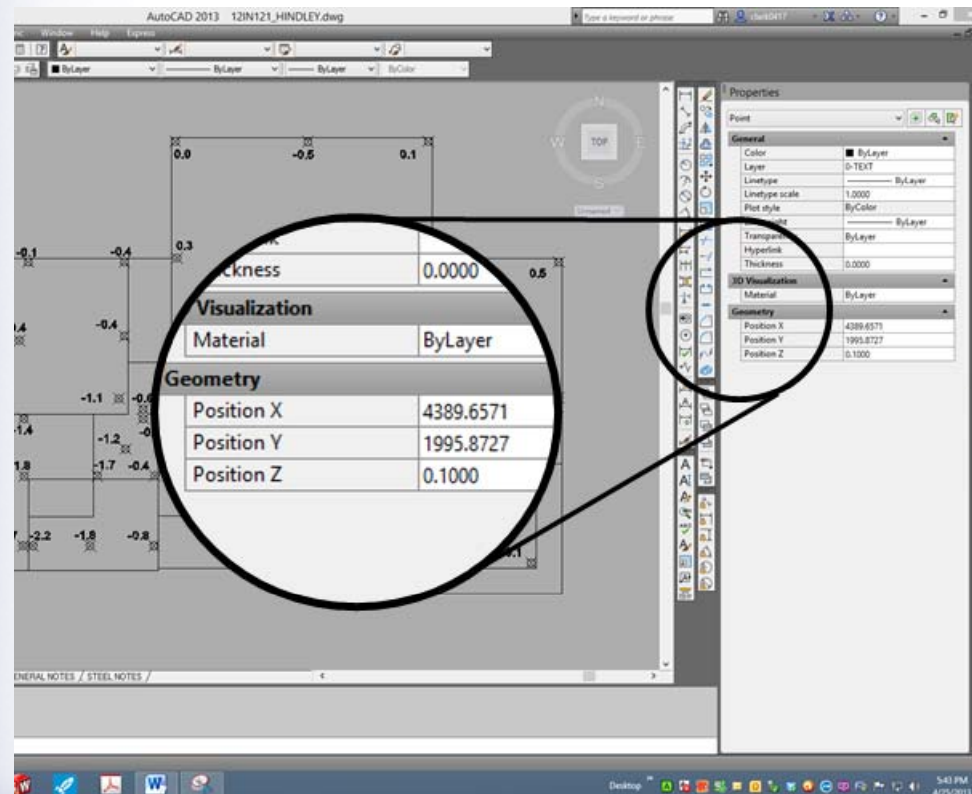 AutoCAD 2013 12IN121_HINDLEY.dwg
Type a keyword or phrase
Window Help Express
ByLayer ByLayer ByLayer ByColor
Properties
Point
General
Color ByLayer
Layer 0-TEXT
Linetype ByLayer
Linetype scale 1.0000
Plot style ByColor
ByLayer
ByLayer
Hyperlink
Thickness 0.0000
3D Visualization
Material ByLayer
Geometry
Position X 4389.6571
Position Y 1995.8727
Position Z 0.1000
N
W TOP E
S
Unnamed
0.0 -0.5 0.1
-0.1 -0.4 0.3
0.5
-0.4
-1.1
-1.2
-1.7 -0.4
-2.2 -1.8 -0.8
ckness 0.0000
Visualization
Material ByLayer
Geometry
Position X 4389.6571
Position Y 1995.8727
Position Z 0.1000
GENERAL NOTES / STEEL NOTES /
W
Desktop
5:43 PM
4/25/2013